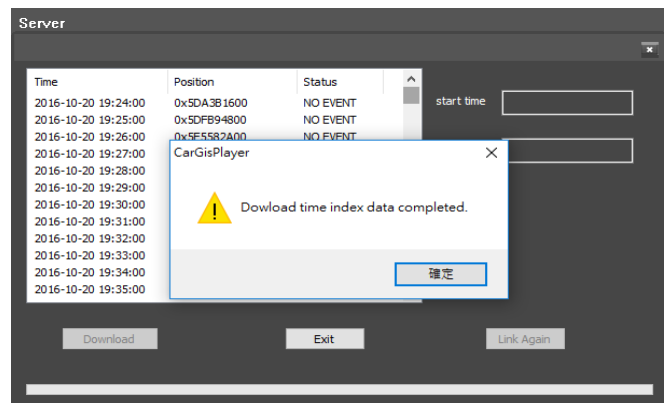 Server
Time Position Status
2016-10-20 19:24:00 0x5DA3B1600 NO EVENT
start time
2016-10-20 19:25:00 0x5DFB94800 NO EVENT
2016-10-20 19:26:00 0x5E5582A00 NO EVENT
2016-10-20 19:27:00
2016-10-20 19:28:00
2016-10-20 19:29:00
2016-10-20 19:30:00
2016-10-20 19:31:00
2016-10-20 19:32:00
2016-10-20 19:33:00
2016-10-20 19:34:00
2016-10-20 19:35:00
CarGisPlayer
Dowload time index data completed.
確定
Download Exit Link Again